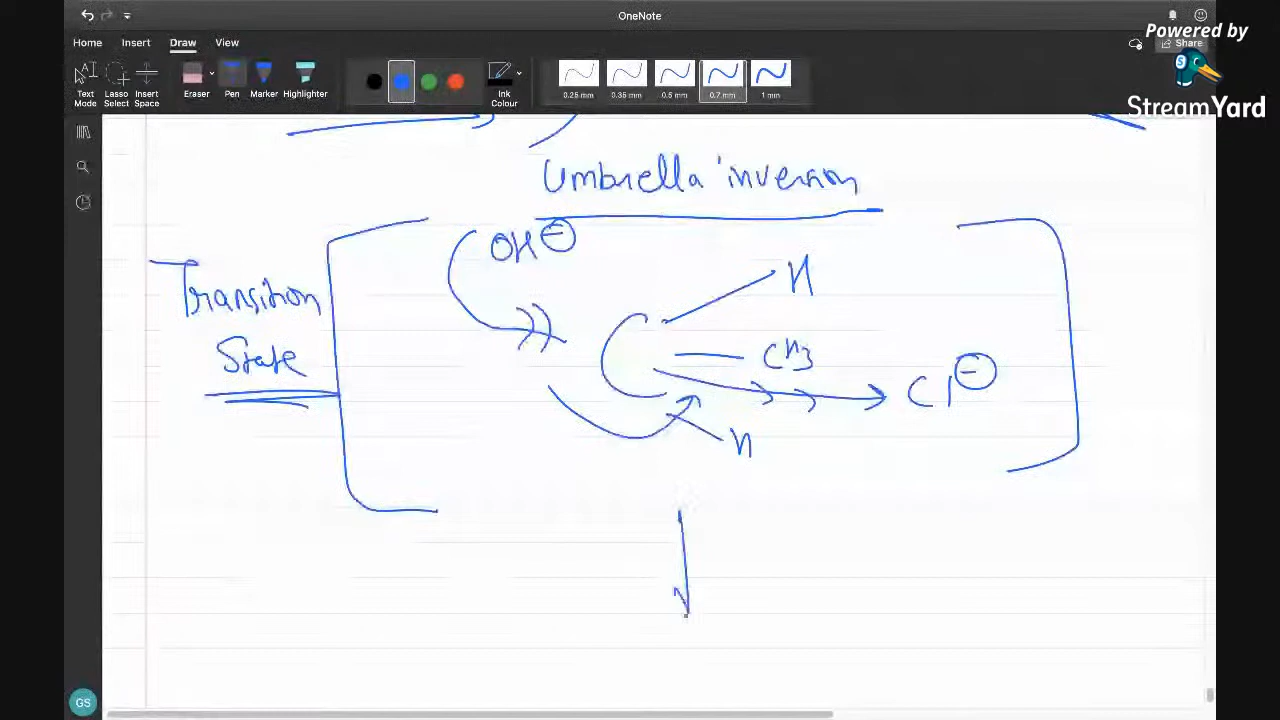 OneNote
Powered by
Home Insert Draw View
Share
StreamYard
Text Mode
Lasso Select
Insert Space
Eraser
Pen
Marker
Highlighter
Ink Colour
0.25 mm
0.35 mm
0.5 mm
0.7 mm
1 mm
Umbrella inversion
OH⊖
H
Transition
State
C
CH3
Cl⊖
H
GS